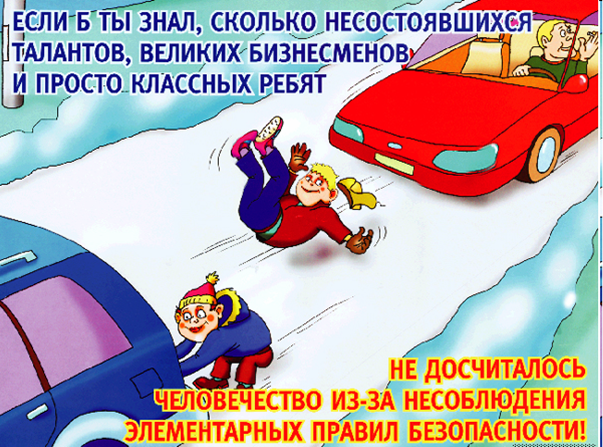 ЕСЛИ Б ТЫ ЗНАЛ, СКОЛЬКО НЕСОСТОЯВШИХСЯ
ТАЛАНТОВ, ВЕЛИКИХ БИЗНЕСМЕНОВ
И ПРОСТО КЛАССНЫХ РЕБЯТ
НЕ ДОСЧИТАЛОСЬ
ЧЕЛОВЕЧЕСТВО ИЗ-ЗА НЕСОБЛЮДЕНИЯ
ЭЛЕМЕНТАРНЫХ ПРАВИЛ БЕЗОПАСНОСТИ!